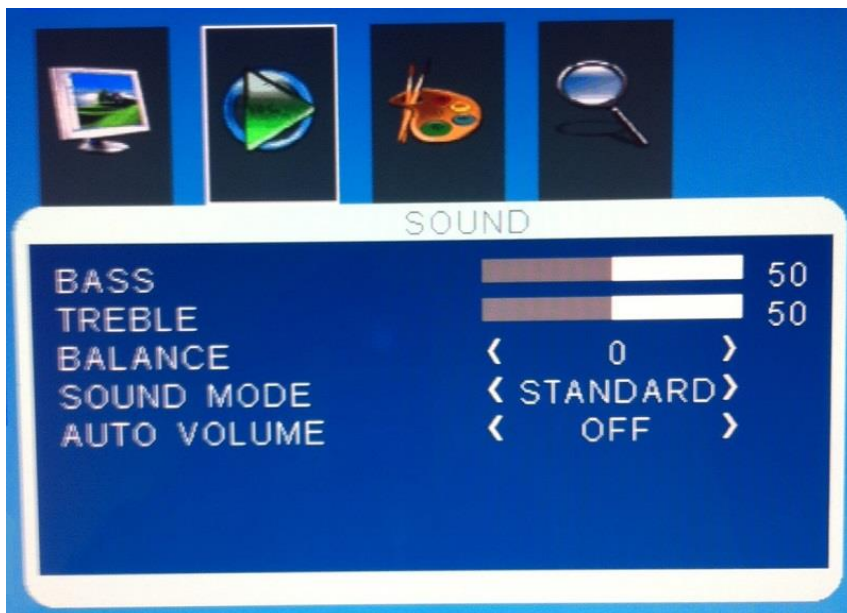 SOUND
BASS 50
TREBLE 50
BALANCE < 0 >
SOUND MODE < STANDARD >
AUTO VOLUME < OFF >